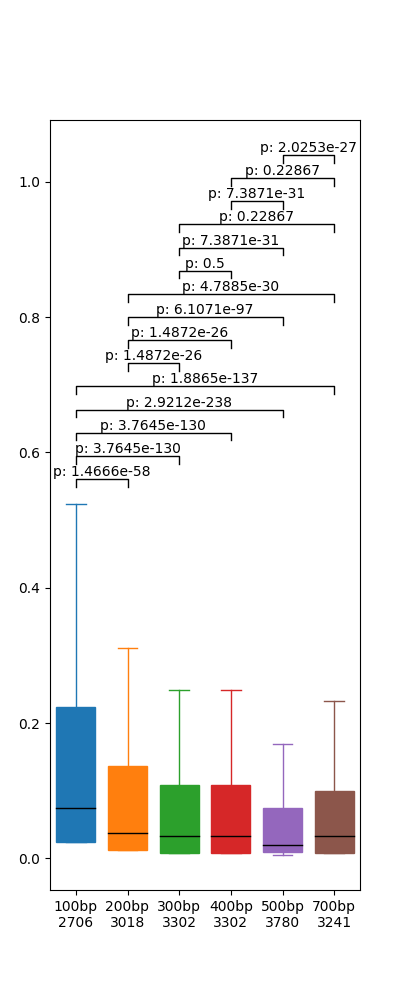 p: 2.0253e-27
1.0
p: 0.22867
p: 7.3871e-31
p: 0.22867
p: 7.3871e-31
p: 0.5
p: 4.7885e-30
0.8
p: 6.1071e-97
p: 1.4872e-26
p: 1.4872e-26
p: 1.8865e-137
p: 2.9212e-238
p: 3.7645e-130
0.6
p: 3.7645e-130
p: 1.4666e-58
0.4
0.2
0.0
100bp 200bp 300bp 400bp 500bp 700bp
2706 3018 3302 3302 3780 3241